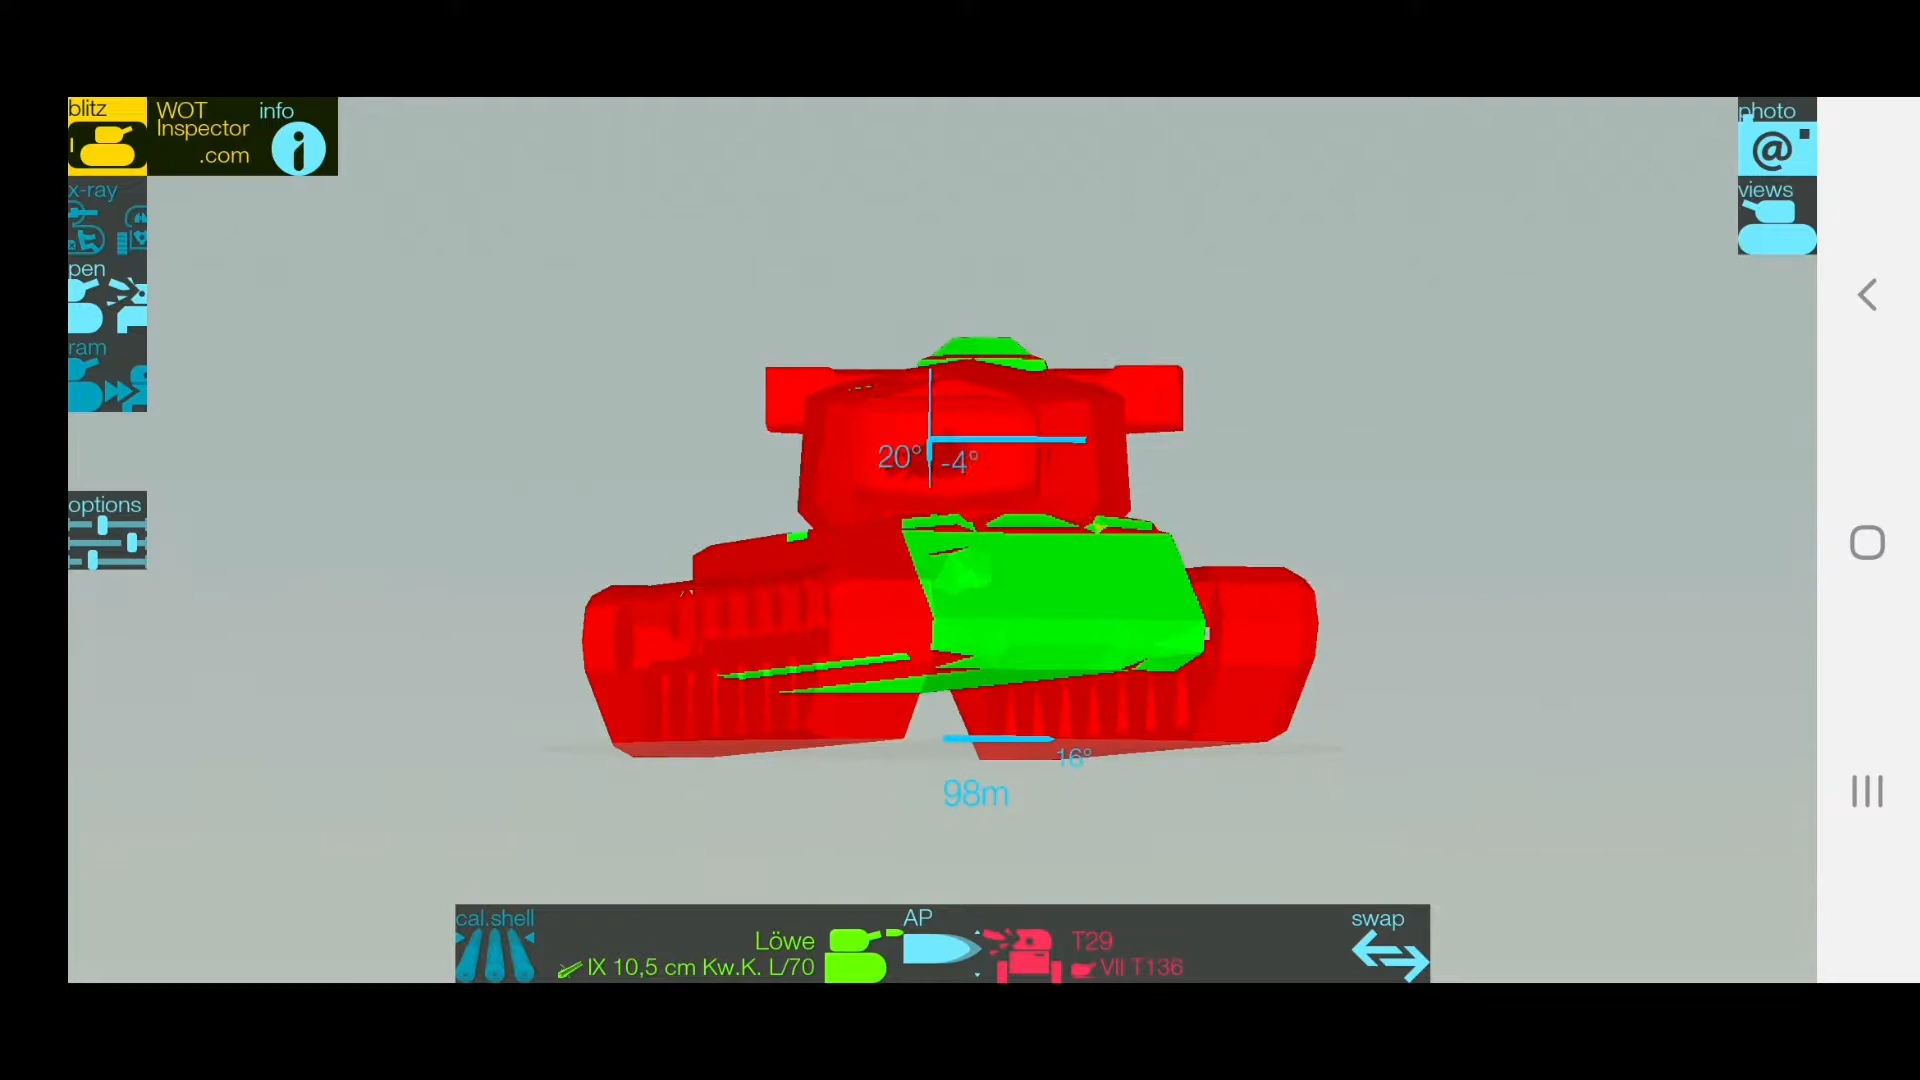 blitz
WOT
Inspector
.com
info
photo
@
x-ray
views
pen
ram
20°
-4°
options
16°
98m
cal.shell
AP
swap
Löwe
T29
IX 10,5 cm Kw.K. L/70
VII T136